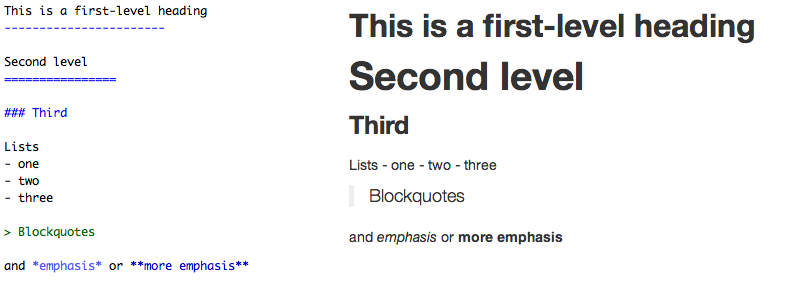 This is a first-level heading
-----------------------
Second level
================
### Third
Lists
- one
- two
- three
> Blockquotes
and *emphasis* or **more emphasis**
This is a first-level heading
Second level
Third
Lists - one - two - three
Blockquotes
and emphasis or more emphasis